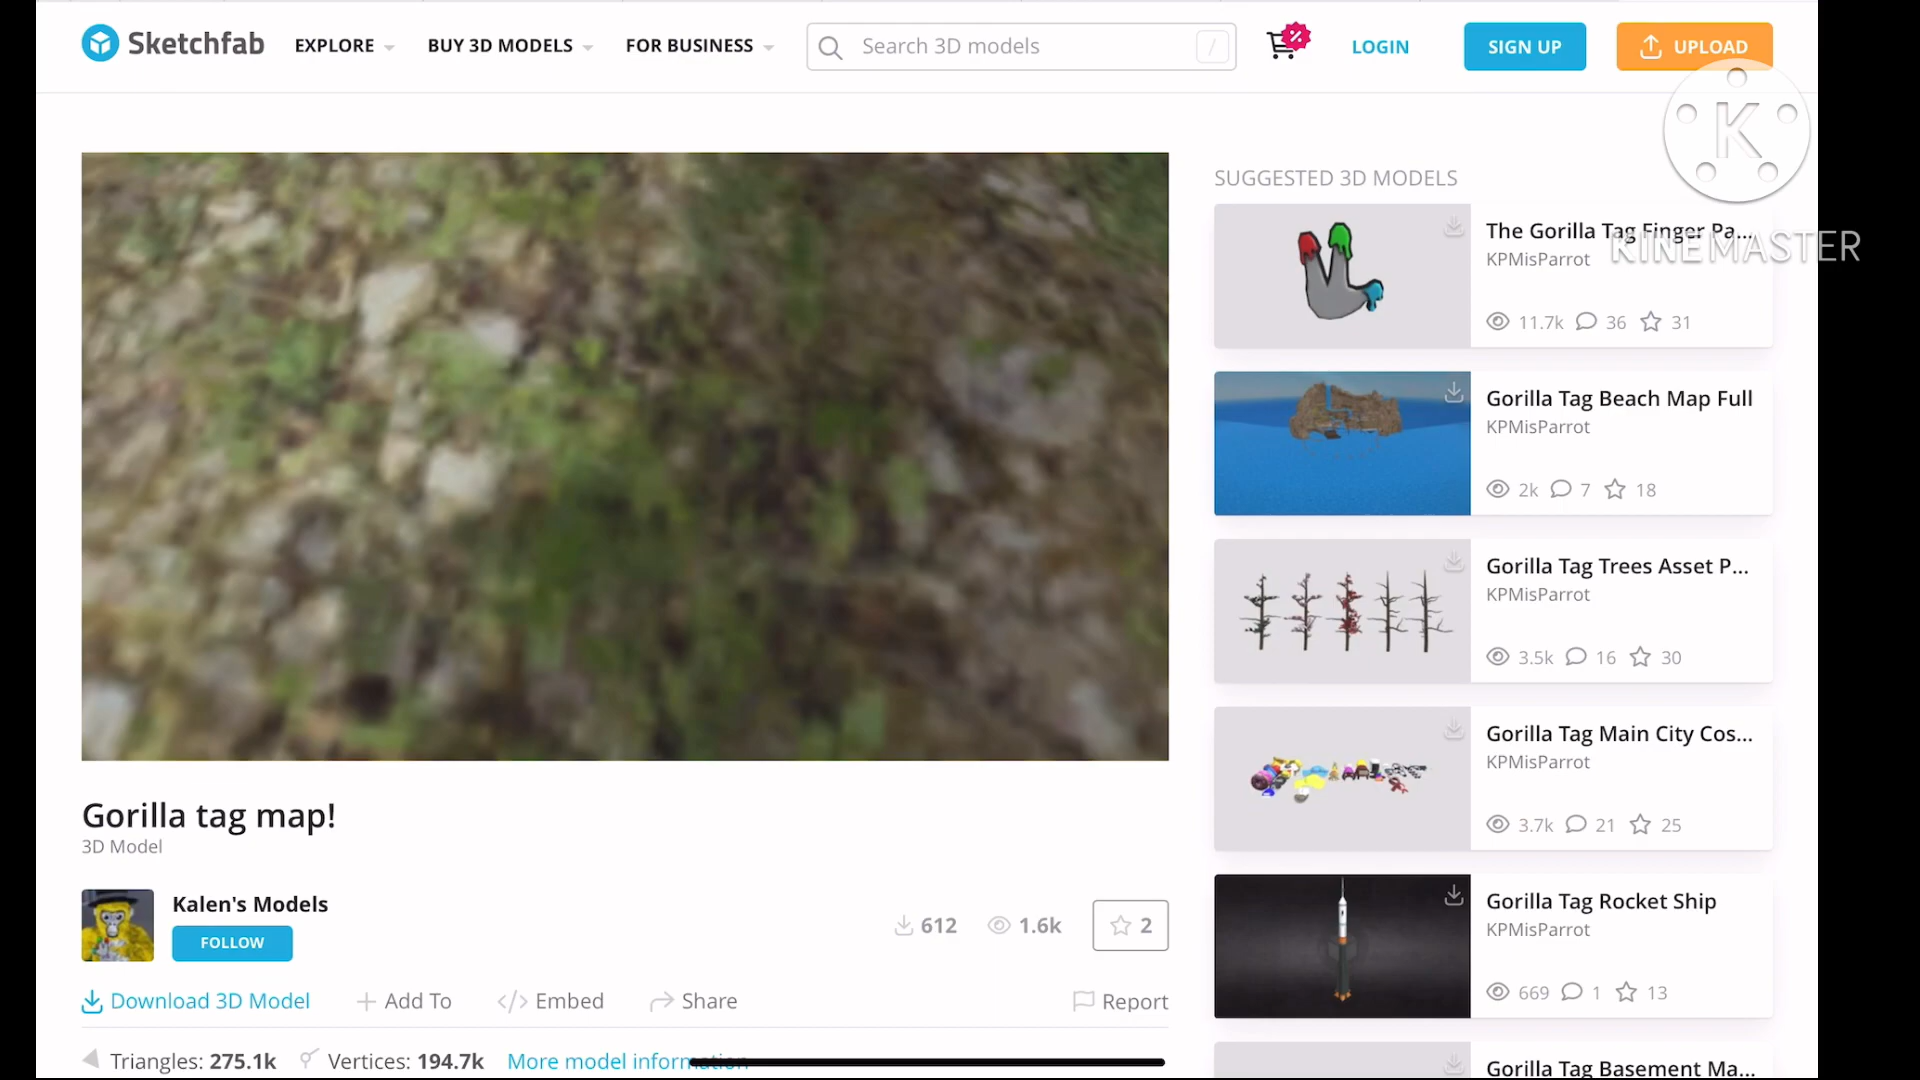 Sketchfab EXPLORE BUY 3D MODELS FOR BUSINESS Search 3D models / % LOGIN SIGN UP UPLOAD
K
KINEMASTER
SUGGESTED 3D MODELS
The Gorilla Tag Finger Pa...
KPMisParrot
11.7k 36 31
Gorilla Tag Beach Map Full
KPMisParrot
2k 7 18
Gorilla Tag Trees Asset P...
KPMisParrot
3.5k 16 30
Gorilla Tag Main City Cos...
KPMisParrot
3.7k 21 25
Gorilla Tag Rocket Ship
KPMisParrot
669 1 13
Gorilla Tag Basement Ma...
Gorilla tag map!
3D Model
Kalen's Models
FOLLOW
612 1.6k 2
Download 3D Model Add To </> Embed Share Report
Triangles: 275.1k Vertices: 194.7k More model information